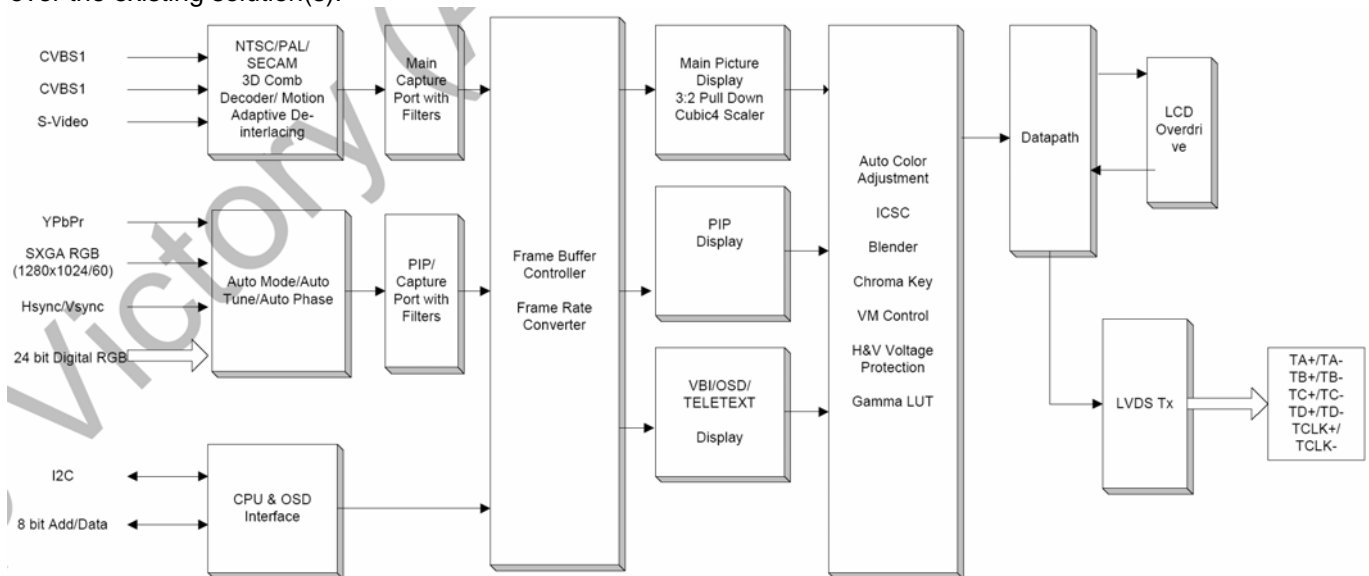 over the existing solution(s).
CVBS1
CVBS1
S-Video
NTSC/PAL/
SECAM
3D Comb
Decoder/ Motion
Adaptive De-
interlacing
Main
Capture
Port with
Filters
YPbPr
SXGA RGB
(1280x1024/60)
Hsync/Vsync
24 bit Digital RGB
Auto Mode/Auto
Tune/Auto Phase
PIP/
Capture
Port with
Filters
I2C
8 bit Add/Data
CPU & OSD
Interface
Frame Buffer
Controller
Frame Rate
Converter
Main Picture
Display
3:2 Pull Down
Cubic4 Scaler
PIP
Display
VBI/OSD/
TELETEXT
Display
Auto Color
Adjustment
ICSC
Blender
Chroma Key
VM Control
H&V Voltage
Protection
Gamma LUT
Datapath
LCD
Overdri
ve
LVDS Tx
TA+/TA-
TB+/TB-
TC+/TC-
TD+/TD-
TCLK+/
TCLK-
Victory